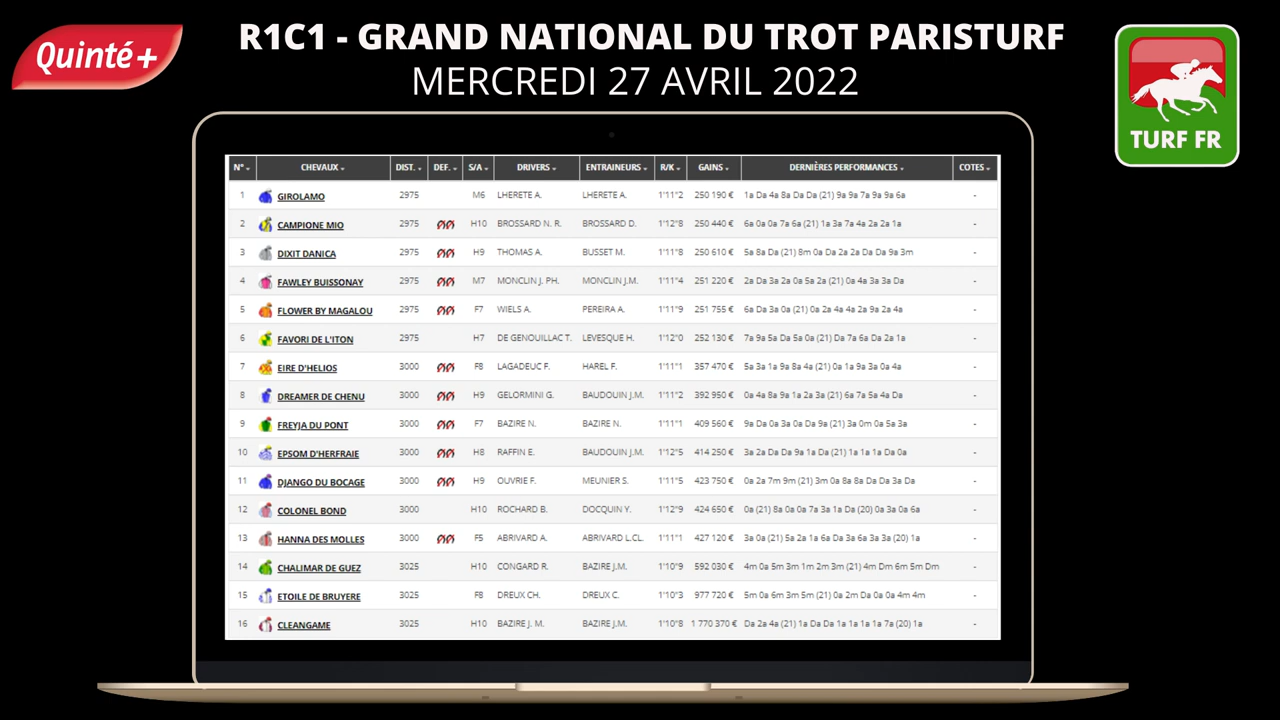 Quinté+
R1C1 - GRAND NATIONAL DU TROT PARISTURF
MERCREDI 27 AVRIL 2022
TURF FR
N° CHEVAUX DIST. DEF. S/A DRIVERS ENTRAINEURS R/K GAINS DERNIÈRES PERFORMANCES COTES
1 GIROLAMO 2975 M6 LHERETE A. LHERETE A. 1'11"2 250 190 € 1a Da 4a 8a Da Da (21) 9a 9a 7a 9a 9a 6a -
2 CAMPIONE MIO 2975 H10 BROSSARD N. R. BROSSARD D. 1'12"8 250 440 € 6a 0a 0a 7a 6a (21) 1a 3a 7a 4a 2a 2a 1a -
3 DIXIT DANICA 2975 H9 THOMAS A. BUSSET M. 1'11"8 250 610 € 5a 8a Da (21) 8m 0a Da 2a 2a Da Da 9a 3m -
4 FAWLEY BUISSONAY 2975 M7 MONCLIN J. PH. MONCLIN J.M. 1'11"4 251 220 € 2a Da 3a 2a 0a 5a 2a (21) 0a 4a 3a 3a Da -
5 FLOWER BY MAGALOU 2975 F7 WIELS A. PEREIRA A. 1'11"9 251 755 € 6a Da 3a 0a (21) 0a 2a 4a 4a 2a 9a 2a 4a -
6 FAVORI DE L'ITON 2975 H7 DE GENOUILLAC T. LEVESQUE H. 1'12"0 252 130 € 7a 9a 5a Da 5a 0a (21) Da 7a 6a Da 2a 1a -
7 EIRE D'HELIOS 3000 F8 LAGADEUC F. HAREL F. 1'11"1 357 470 € 5a 3a 1a 9a 8a 4a (21) 0a 1a 9a 3a 0a 4a -
8 DREAMER DE CHENU 3000 H9 GELORMINI G. BAUDOUIN J.M. 1'11"2 392 950 € 0a 4a 8a 9a 1a 2a 3a (21) 6a 7a 5a 4a Da -
9 FREYJA DU PONT 3000 F7 BAZIRE N. BAZIRE N. 1'11"1 409 560 € 9a Da 0a 3a 0a Da 9a (21) 3a 0m 0a 5a 3a -
10 EPSOM D'HERFRAIE 3000 H8 RAFFIN E. BAUDOUIN J.M. 1'12"5 414 250 € 3a 2a Da Da 9a 1a Da (21) 1a 1a 1a Da 0a -
11 DJANGO DU BOCAGE 3000 H9 OUVRIE F. MEUNIER S. 1'11"5 423 750 € 0a 2a 7m 9m (21) 3m 0a 8a 8a Da Da 3a Da -
12 COLONEL BOND 3000 H10 ROCHARD B. DOCQUIN Y. 1'12"9 424 650 € 0a (21) 8a 0a 0a 7a 3a 1a Da (20) 0a 3a 0a 6a -
13 HANNA DES MOLLES 3000 F5 ABRIVARD A. ABRIVARD L.CL. 1'11"1 427 120 € 3a 0a (21) 5a 2a 1a 6a Da 3a 6a 3a 3a (20) 1a -
14 CHALIMAR DE GUEZ 3025 H10 CONGARD R. BAZIRE J.M. 1'10"9 592 030 € 4m 0a 5m 3m 1m 2m 3m (21) 4m Dm 6m 5m Dm -
15 ETOILE DE BRUYERE 3025 F8 DREUX CH. DREUX C. 1'10"3 977 720 € 5m 0a 6m 3m 5m (21) 0a 2m Da 0a 0a 4m 4m -
16 CLEANGAME 3025 H10 BAZIRE J. M. BAZIRE J.M. 1'10"8 1 770 370 € Da 2a 4a (21) 1a Da Da 1a 1a 1a 1a 7a (20) 1a -